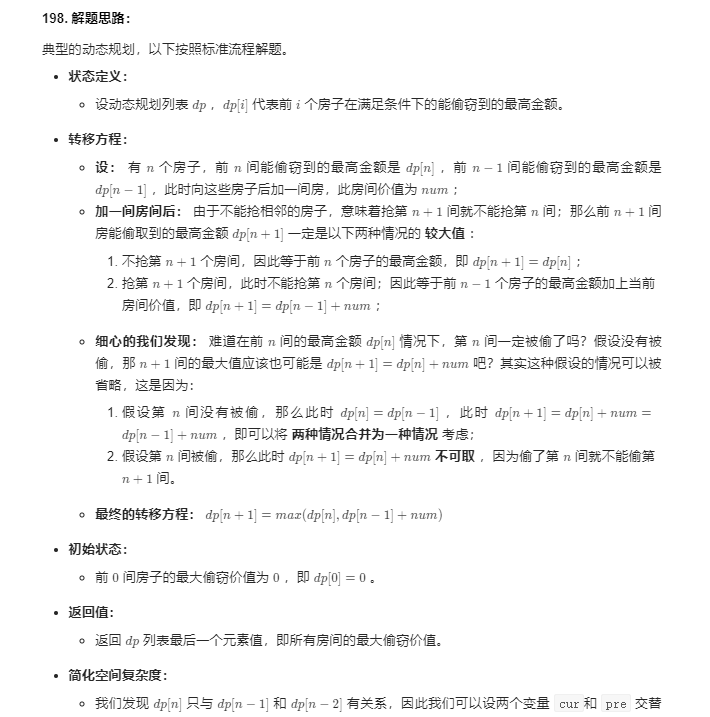 198. 解题思路：
典型的动态规划，以下按照标准流程解题。
• 状态定义：
◦ 设动态规划列表 dp ，dp[i] 代表前 i 个房子在满足条件下的能偷窃到的最高金额。
• 转移方程：
◦ 设： 有 n 个房子，前 n 间能偷窃到的最高金额是 dp[n] ，前 n − 1 间能偷窃到的最高金额是
dp[n − 1] ，此时向这些房子后加一间房，此房间价值为 num ；
◦ 加一间房间后： 由于不能抢相邻的房子，意味着抢第 n + 1 间就不能抢第 n 间；那么前 n + 1 间
房能偷取到的最高金额 dp[n + 1] 一定是以下两种情况的 较大值 ：
1. 不抢第 n + 1 个房间，因此等于前 n 个房子的最高金额，即 dp[n + 1] = dp[n] ；
2. 抢第 n + 1 个房间，此时不能抢第 n 个房间；因此等于前 n − 1 个房子的最高金额加上当前
房间价值，即 dp[n + 1] = dp[n − 1] + num ；
◦ 细心的我们发现： 难道在前 n 间的最高金额 dp[n] 情况下，第 n 间一定被偷了吗？假设没有被
偷，那 n + 1 间的最大值应该也可能是 dp[n + 1] = dp[n] + num 吧？其实这种假设的情况可以被
省略，这是因为：
1. 假设第 n 间没有被偷，那么此时 dp[n] = dp[n − 1] ，此时 dp[n + 1] = dp[n] + num =
dp[n − 1] + num ，即可以将 两种情况合并为一种情况 考虑；
2. 假设第 n 间被偷，那么此时 dp[n + 1] = dp[n] + num 不可取 ，因为偷了第 n 间就不能偷第
n + 1 间。
◦ 最终的转移方程： dp[n + 1] = max(dp[n], dp[n − 1] + num)
• 初始状态：
◦ 前 0 间房子的最大偷窃价值为 0 ，即 dp[0] = 0 。
• 返回值：
◦ 返回 dp 列表最后一个元素值，即所有房间的最大偷窃价值。
• 简化空间复杂度：
◦ 我们发现 dp[n] 只与 dp[n − 1] 和 dp[n − 2] 有关系，因此我们可以设两个变量 cur 和 pre 交替